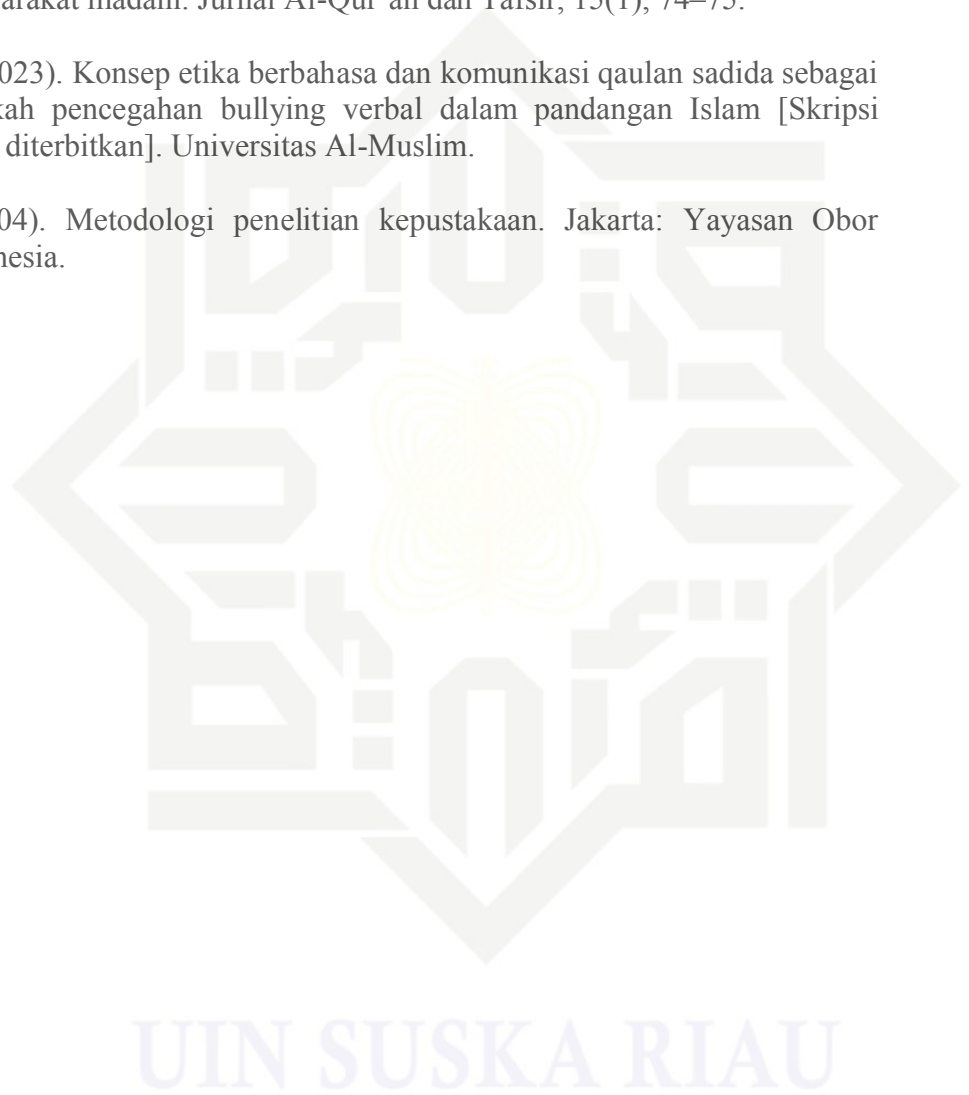 arakat madani. Jurnal Al-Qur'an dan Tafsir, 15(1), 74–75.
023). Konsep etika berbahasa dan komunikasi qaulan sadida sebagai
kah pencegahan bullying verbal dalam pandangan Islam [Skripsi
diterbitkan]. Universitas Al-Muslim.
04). Metodologi penelitian kepustakaan. Jakarta: Yayasan Obor
nesia.
UIN SUSKA RIAU